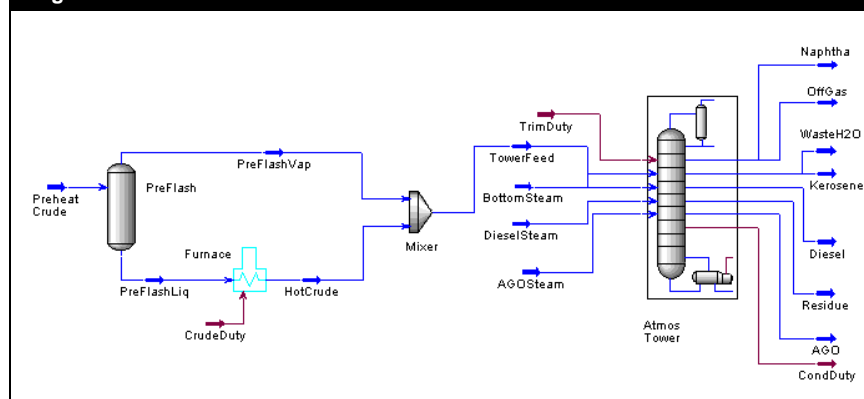 Naphtha
OffGas
TrimDuty
WasteH2O
PreFlashVap
TowerFeed
PreFlash
Kerosene
Preheat
Crude
BottomSteam
Mixer
DieselSteam
Furnace
Diesel
AGOSteam
PreFlashLiq
HotCrude
Residue
Atmos
Tower
CrudeDuty
AGO
CondDuty